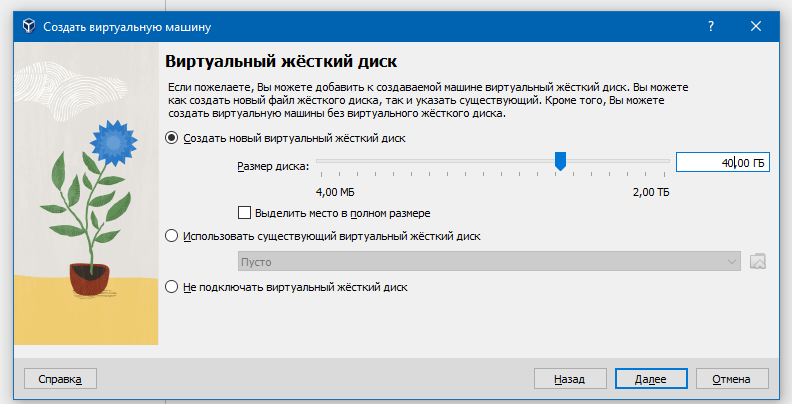 Создать виртуальную машину
?
Виртуальный жёсткий диск
Если пожелаете, Вы можете добавить к создаваемой машине виртуальный жёсткий диск. Вы можете
как создать новый файл жёсткого диска, так и указать существующий. Кроме того, Вы можете
создать виртуальную машины без виртуального жёсткого диска.
Создать новый виртуальный жёсткий диск
Размер диска: 40,00 ГБ
4,00 МБ 2,00 ТБ
Выделить место в полном размере
Использовать существующий виртуальный жёсткий диск
Пусто
Не подключать виртуальный жёсткий диск
Справка Назад Далее Отмена